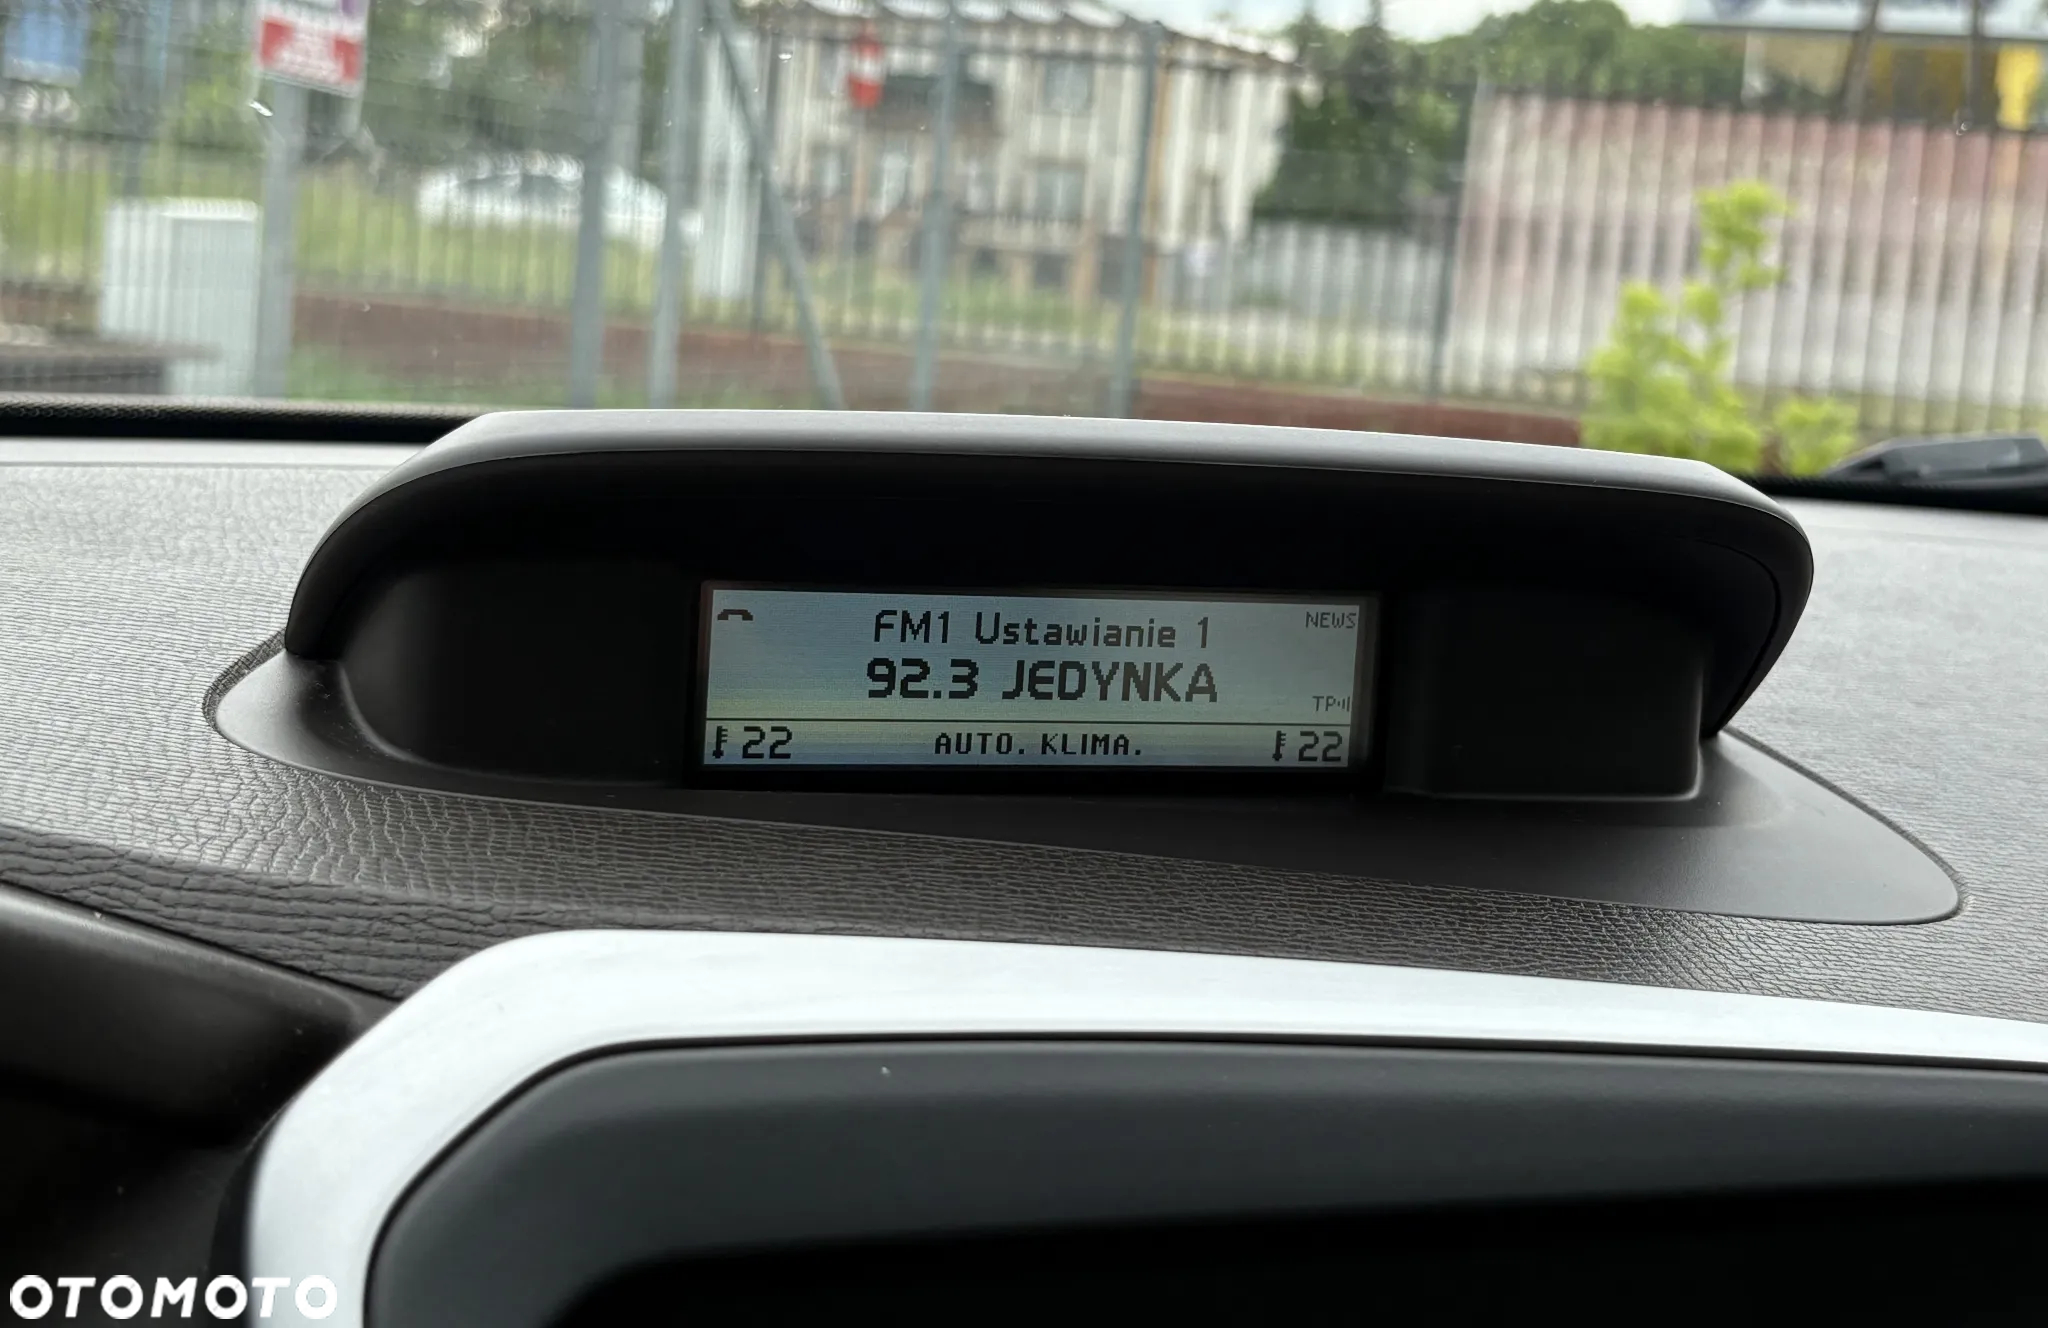 FM1 Ustawianie 1
NEWS
92.3 JEDYNKA
TP
22 AUTO. KLIMA. 22
OTOMOTO